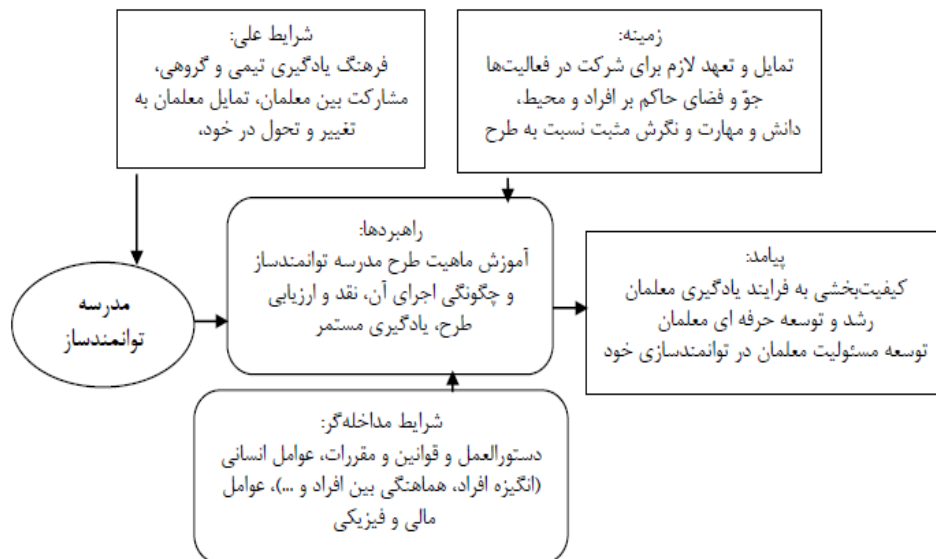 شرایط علی:
فرهنگ یادگیری تیمی و گروهی،
مشارکت بین معلمان، تمایل معلمان به
تغییر و تحول در خود،
زمینه:
تمایل و تعهد لازم برای شرکت در فعالیت‌ها
جوّ و فضای حاکم بر افراد و محیط،
دانش و مهارت و نگرش مثبت نسبت به طرح
مدرسه
توانمندساز
راهبردها:
آموزش ماهیت طرح مدرسه توانمندساز
و چگونگی اجرای آن، نقد و ارزیابی
طرح، یادگیری مستمر
پیامد:
کیفیت‌بخشی به فرایند یادگیری معلمان
رشد و توسعه حرفه ای معلمان
توسعه مسئولیت معلمان در توانمندسازی خود
شرایط مداخله‌گر:
دستورالعمل و قوانین و مقررات، عوامل انسانی
(انگیزه افراد، هماهنگی بین افراد و ...)، عوامل
مالی و فیزیکی